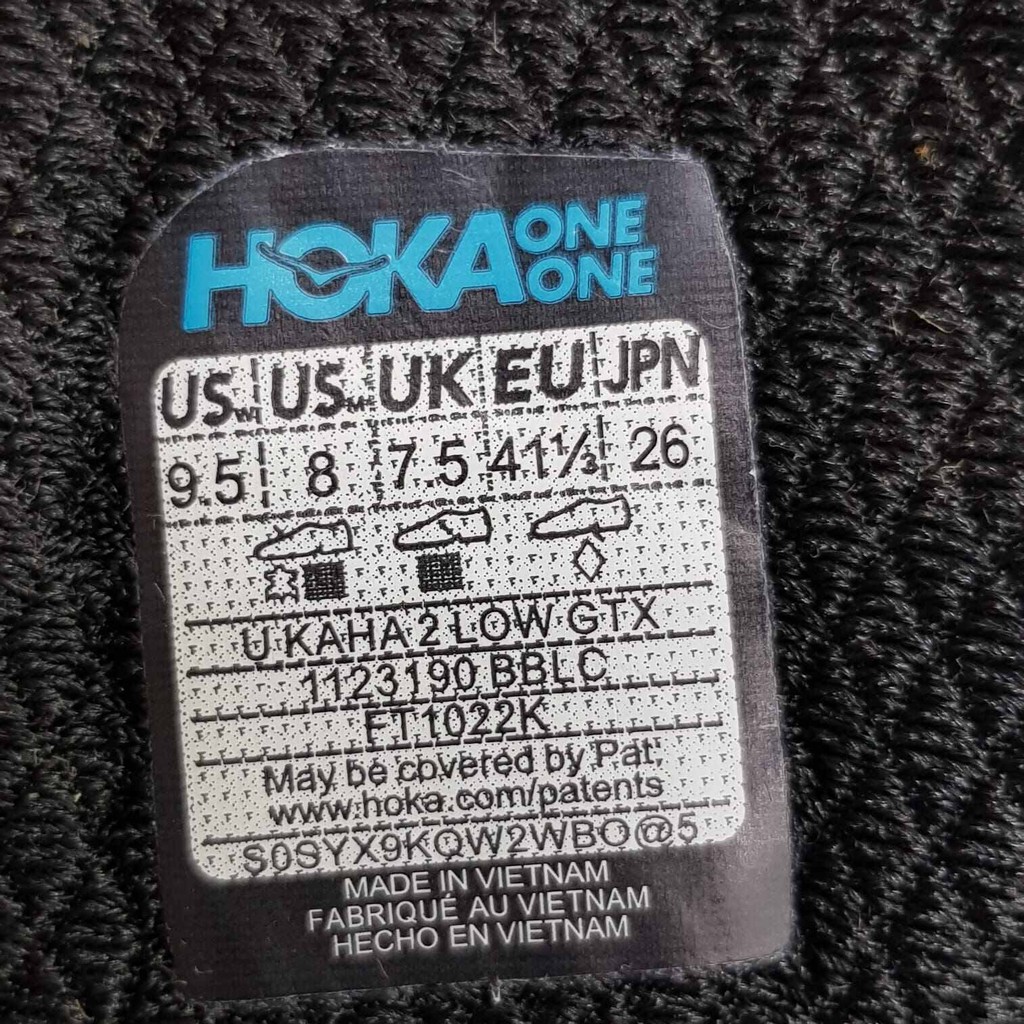 HOKA ONE ONE
USW USM UK EU JPN
9.5 8 7.5 41⅓ 26
U KAHA 2 LOW GTX
1123190 BBLC
FT1022K
May be covered by Pat.
www.hoka.com/patents
S0SYX9KQW2WBO@5
MADE IN VIETNAM
FABRIQUÉ AU VIETNAM
HECHO EN VIETNAM